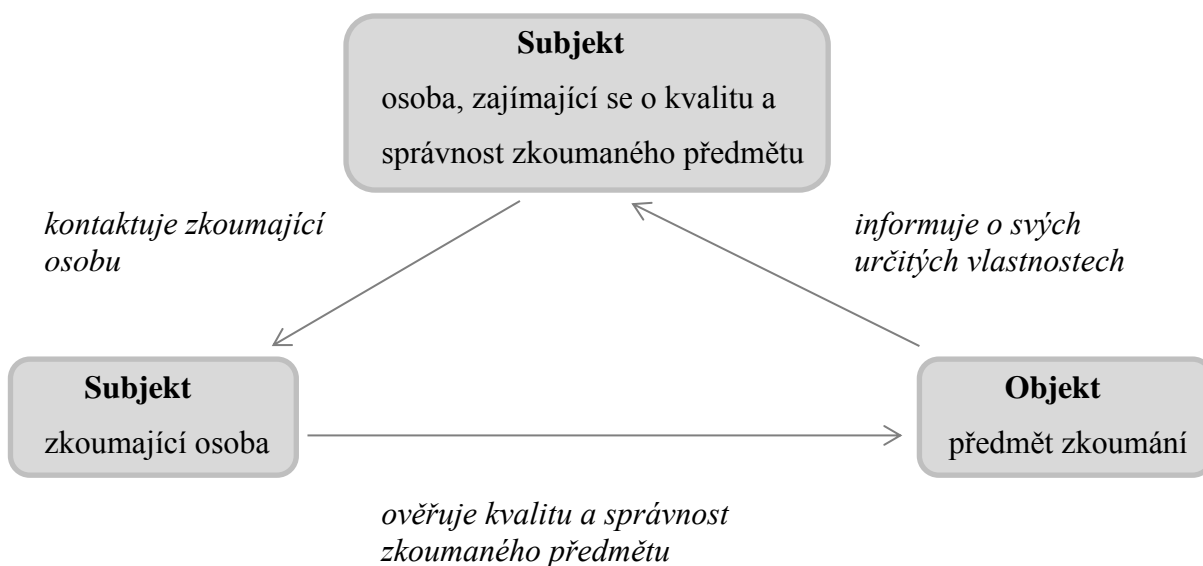 Subjekt
osoba, zajímající se o kvalitu a
správnost zkoumaného předmětu
kontaktuje zkoumající
osobu
informuje o svých
určitých vlastnostech
Subjekt
zkoumající osoba
Objekt
předmět zkoumání
ověřuje kvalitu a správnost
zkoumaného předmětu